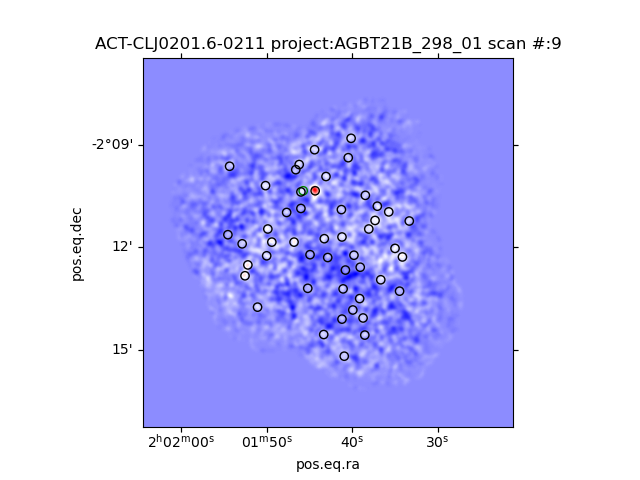 ACT-CLJ0201.6-0211 project:AGBT21B_298_01 scan #:9
-2°09'
12'
15'
pos.eq.dec
2ʰ02ᵐ00ˢ 01ᵐ50ˢ 40ˢ 30ˢ
pos.eq.ra